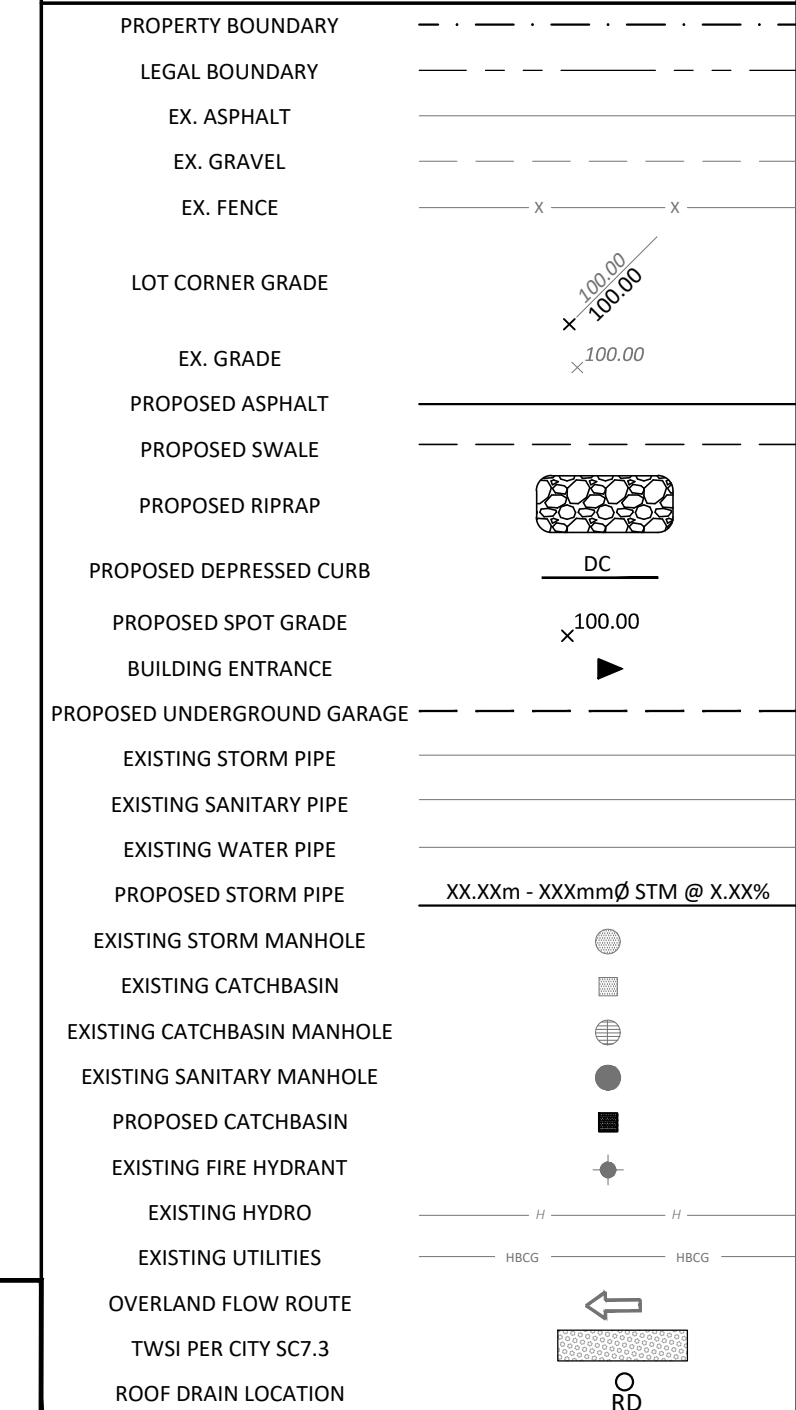 PROPERTY BOUNDARY
LEGAL BOUNDARY
EX. ASPHALT
EX. GRAVEL
EX. FENCE X X
LOT CORNER GRADE 100.00
100.00
EX. GRADE 100.00
PROPOSED ASPHALT
PROPOSED SWALE
PROPOSED RIPRAP
PROPOSED DEPRESSED CURB DC
PROPOSED SPOT GRADE 100.00
BUILDING ENTRANCE
PROPOSED UNDERGROUND GARAGE
EXISTING STORM PIPE
EXISTING SANITARY PIPE
EXISTING WATER PIPE
PROPOSED STORM PIPE XX.XXm - XXXmmØ STM @ X.XX%
EXISTING STORM MANHOLE
EXISTING CATCHBASIN
EXISTING CATCHBASIN MANHOLE
EXISTING SANITARY MANHOLE
PROPOSED CATCHBASIN
EXISTING FIRE HYDRANT
EXISTING HYDRO H H
EXISTING UTILITIES HBCG HBCG
OVERLAND FLOW ROUTE
TWSI PER CITY SC7.3
ROOF DRAIN LOCATION RD